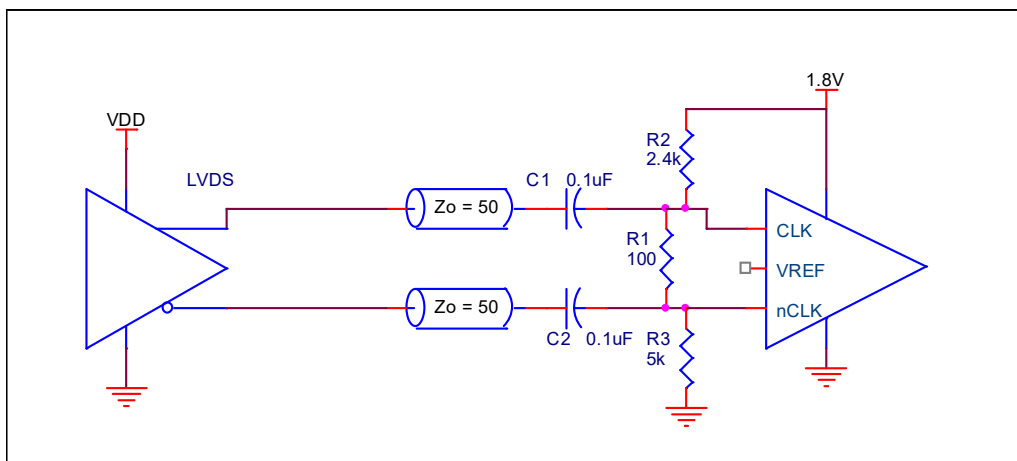 1.8V
VDD
R2
2.4k
LVDS
C1 0.1uF
Zo = 50
CLK
R1
100
VREF
Zo = 50
nCLK
C2 0.1uF
R3
5k